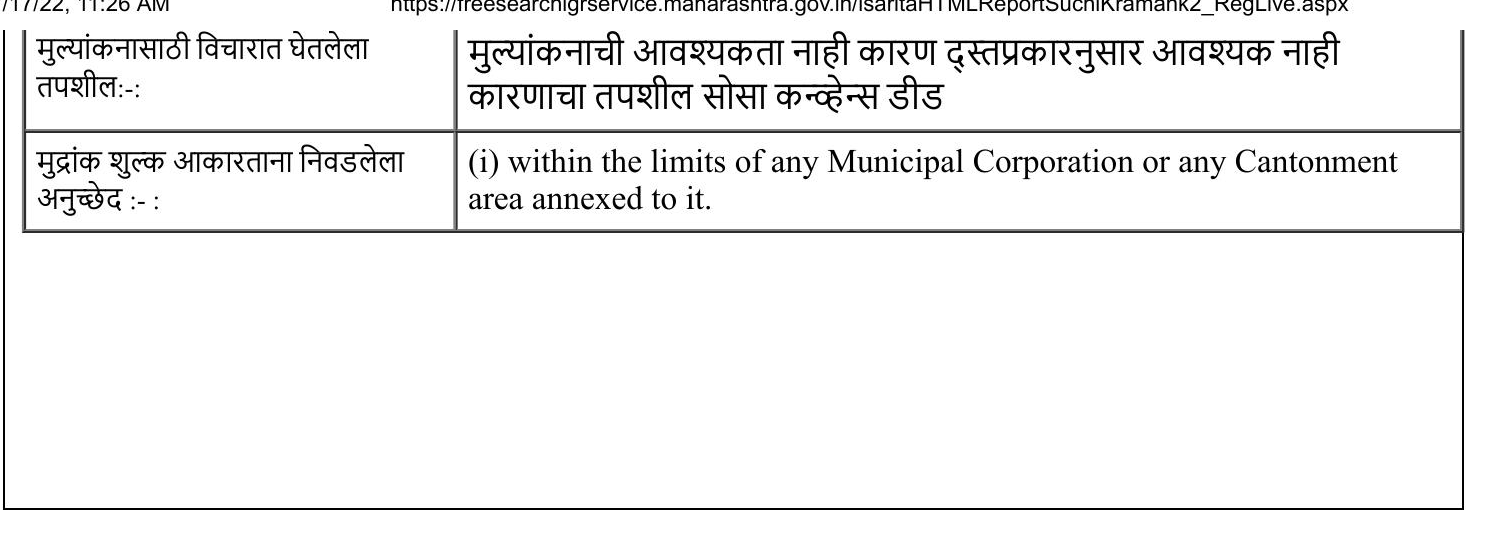 /17/22, 11:26 AM https://freesearchigrservice.maharashtra.gov.in/isaritaHTMLReportSuchiKramank2_RegLive.aspx
मुल्यांकनासाठी विचारात घेतलेला
तपशील:-:
मुल्यांकनाची आवश्यकता नाही कारण द्स्तप्रकारनुसार आवश्यक नाही
कारणाचा तपशील सोसा कन्व्हेन्स डीड
मुद्रांक शुल्क आकारताना निवडलेला
अनुच्छेद :- :
(i) within the limits of any Municipal Corporation or any Cantonment
area annexed to it.